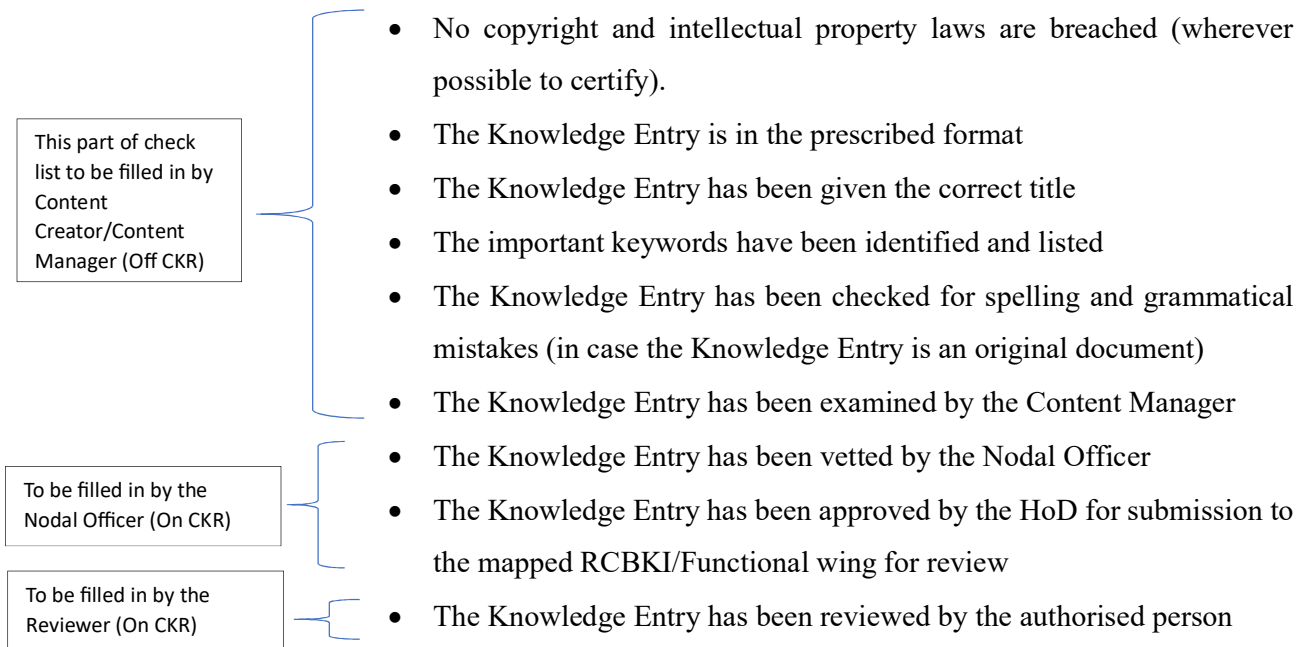 • No copyright and intellectual property laws are breached (wherever
possible to certify).
This part of check
list to be filled in by
Content
Creator/Content
Manager (Off CKR)
• The Knowledge Entry is in the prescribed format
• The Knowledge Entry has been given the correct title
• The important keywords have been identified and listed
• The Knowledge Entry has been checked for spelling and grammatical
mistakes (in case the Knowledge Entry is an original document)
• The Knowledge Entry has been examined by the Content Manager
To be filled in by the
Nodal Officer (On CKR)
• The Knowledge Entry has been vetted by the Nodal Officer
• The Knowledge Entry has been approved by the HoD for submission to
the mapped RCBKI/Functional wing for review
To be filled in by the
Reviewer (On CKR)
• The Knowledge Entry has been reviewed by the authorised person